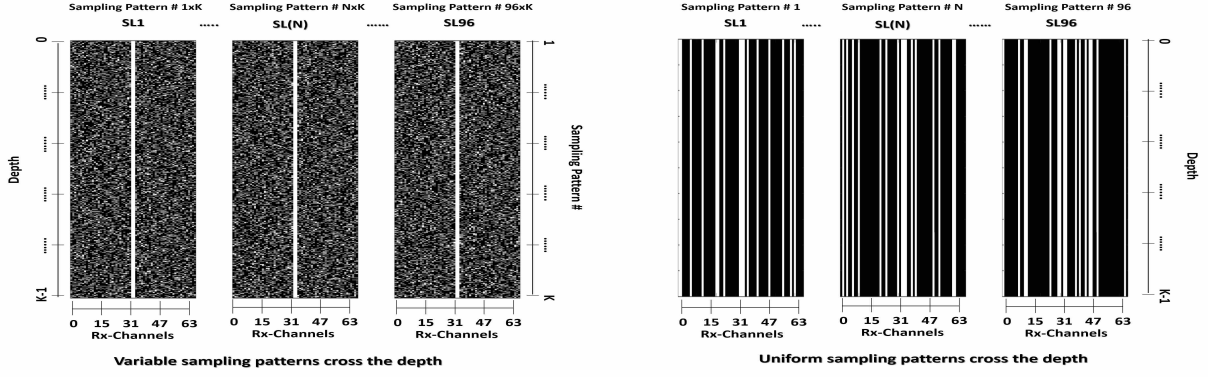 Sampling Pattern # 1xK Sampling Pattern # NxK Sampling Pattern # 96xK
SL1 ..... SL(N) ...... SL96
0
Depth
K-1
1
Sampling Pattern #
K
0 15 31 47 63 0 15 31 47 63 0 15 31 47 63
Rx-Channels Rx-Channels Rx-Channels
Variable sampling patterns cross the depth
Sampling Pattern # 1 Sampling Pattern # N Sampling Pattern # 96
SL1 ..... SL(N) ...... SL96
0
Depth
K-1
0 15 31 47 63 0 15 31 47 63 0 15 31 47 63
Rx-Channels Rx-Channels Rx-Channels
Uniform sampling patterns cross the depth